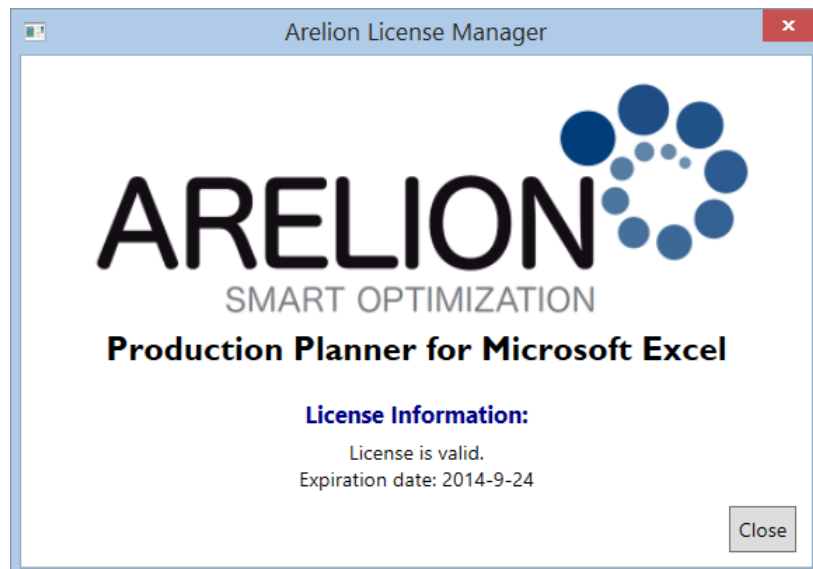 Arelion License Manager
ARELION
SMART OPTIMIZATION
Production Planner for Microsoft Excel
License Information:
License is valid.
Expiration date: 2014-9-24
Close